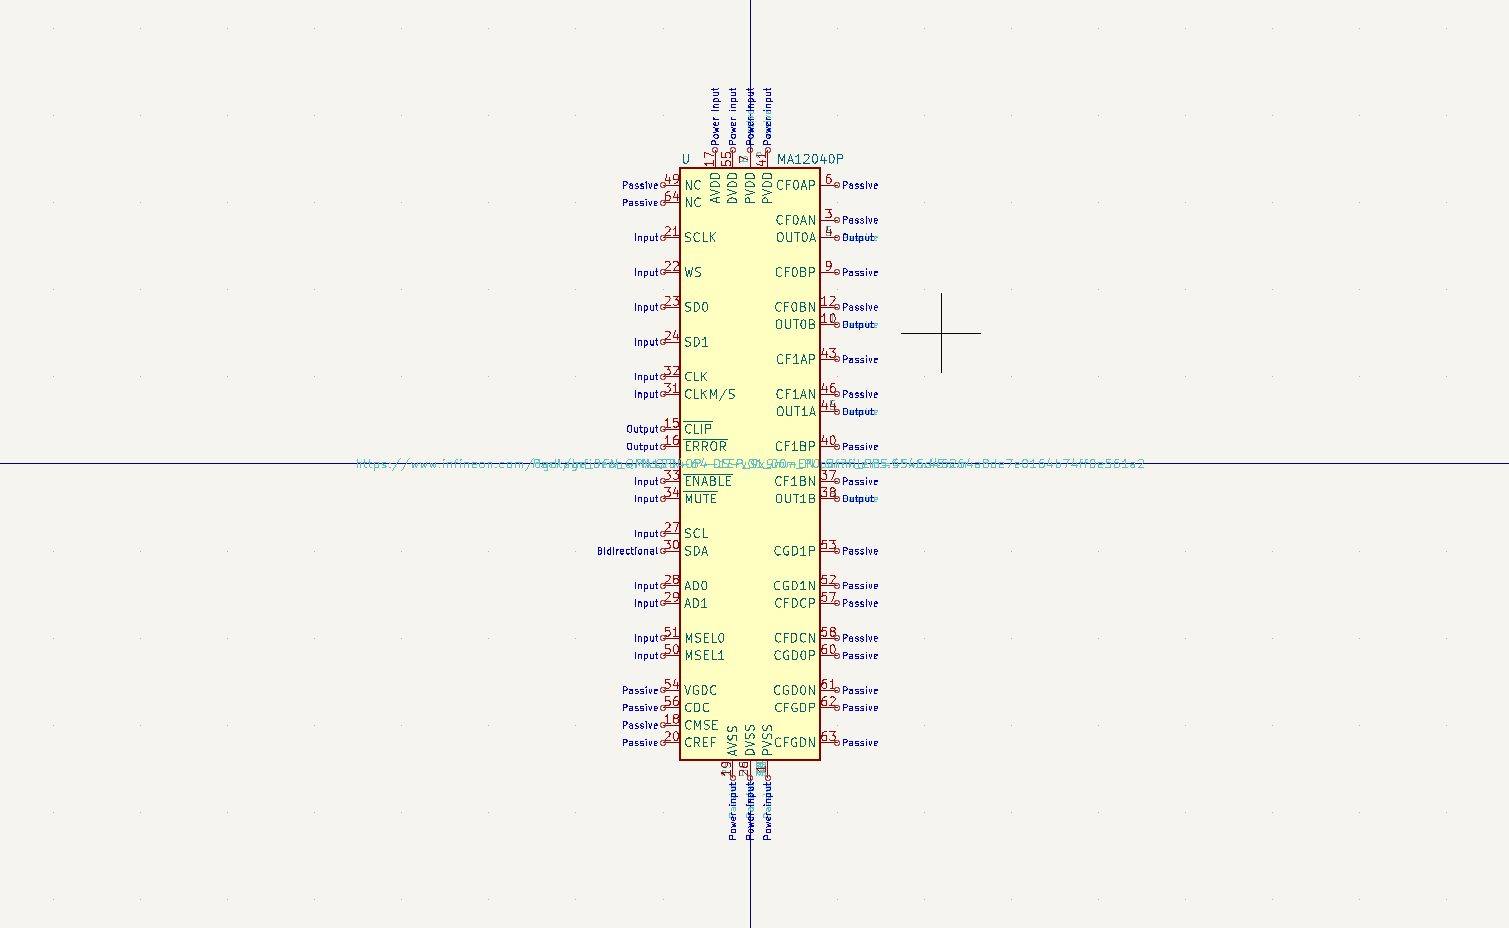 Power Input Power input Power Input Power input
17 55 7 41
U MA12040P
AVDD DVDD PVDD PVDD
Passive 49 NC CF0AP 6 Passive
Passive 64 NC
CF0AN 3 Passive
Input 21 SCLK OUT0A 4 Output
Input 22 WS CF0BP 9 Passive
Input 23 SD0 CF0BN 12 Passive
OUT0B 10 Output
Input 24 SD1
CF1AP 43 Passive
Input 32 CLK
Input 31 CLKM/S CF1AN 46 Passive
OUT1A 44 Output
Output 15 CLIP
Output 16 ERROR CF1BP 40 Passive
https://www.infineon.com/
Input 33 ENABLE CF1BN 37 Passive
Input 34 MUTE OUT1B 38 Output
Input 27 SCL
Bidirectional 30 SDA CGD1P 53 Passive
Input 28 AD0 CGD1N 52 Passive
Input 29 AD1 CFDCP 57 Passive
Input 51 MSEL0 CFDCN 58 Passive
Input 50 MSEL1 CGD0P 60 Passive
Passive 54 VGDC CGD0N 61 Passive
Passive 56 CDC CFGDP 62 Passive
Passive 18 CMSE
Passive 20 CREF CFGDN 63 Passive
AVSS DVSS PVSS
19 26 1
Power input Power Input Power input